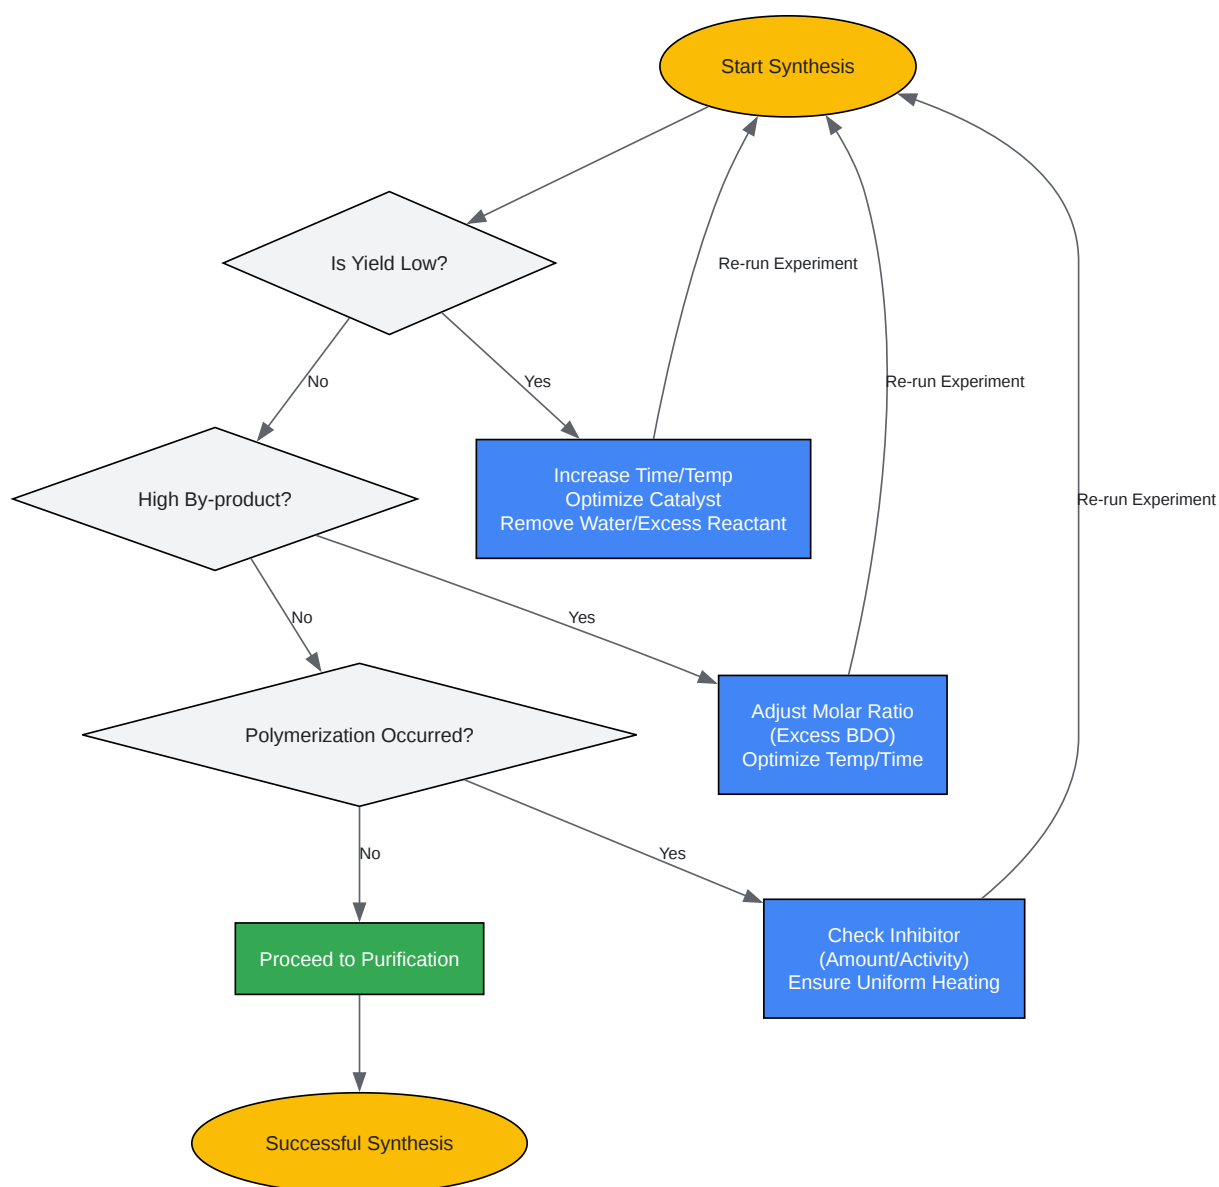 Start Synthesis
Is Yield Low?
Re-run Experiment
No
Yes
Re-run Experiment
High By-product?
Increase Time/Temp
Optimize Catalyst
Remove Water/Excess Reactant
Re-run Experiment
No
Yes
Polymerization Occurred?
Adjust Molar Ratio
(Excess BDO)
Optimize Temp/Time
No
Yes
Proceed to Purification
Check Inhibitor
(Amount/Activity)
Ensure Uniform Heating
Successful Synthesis